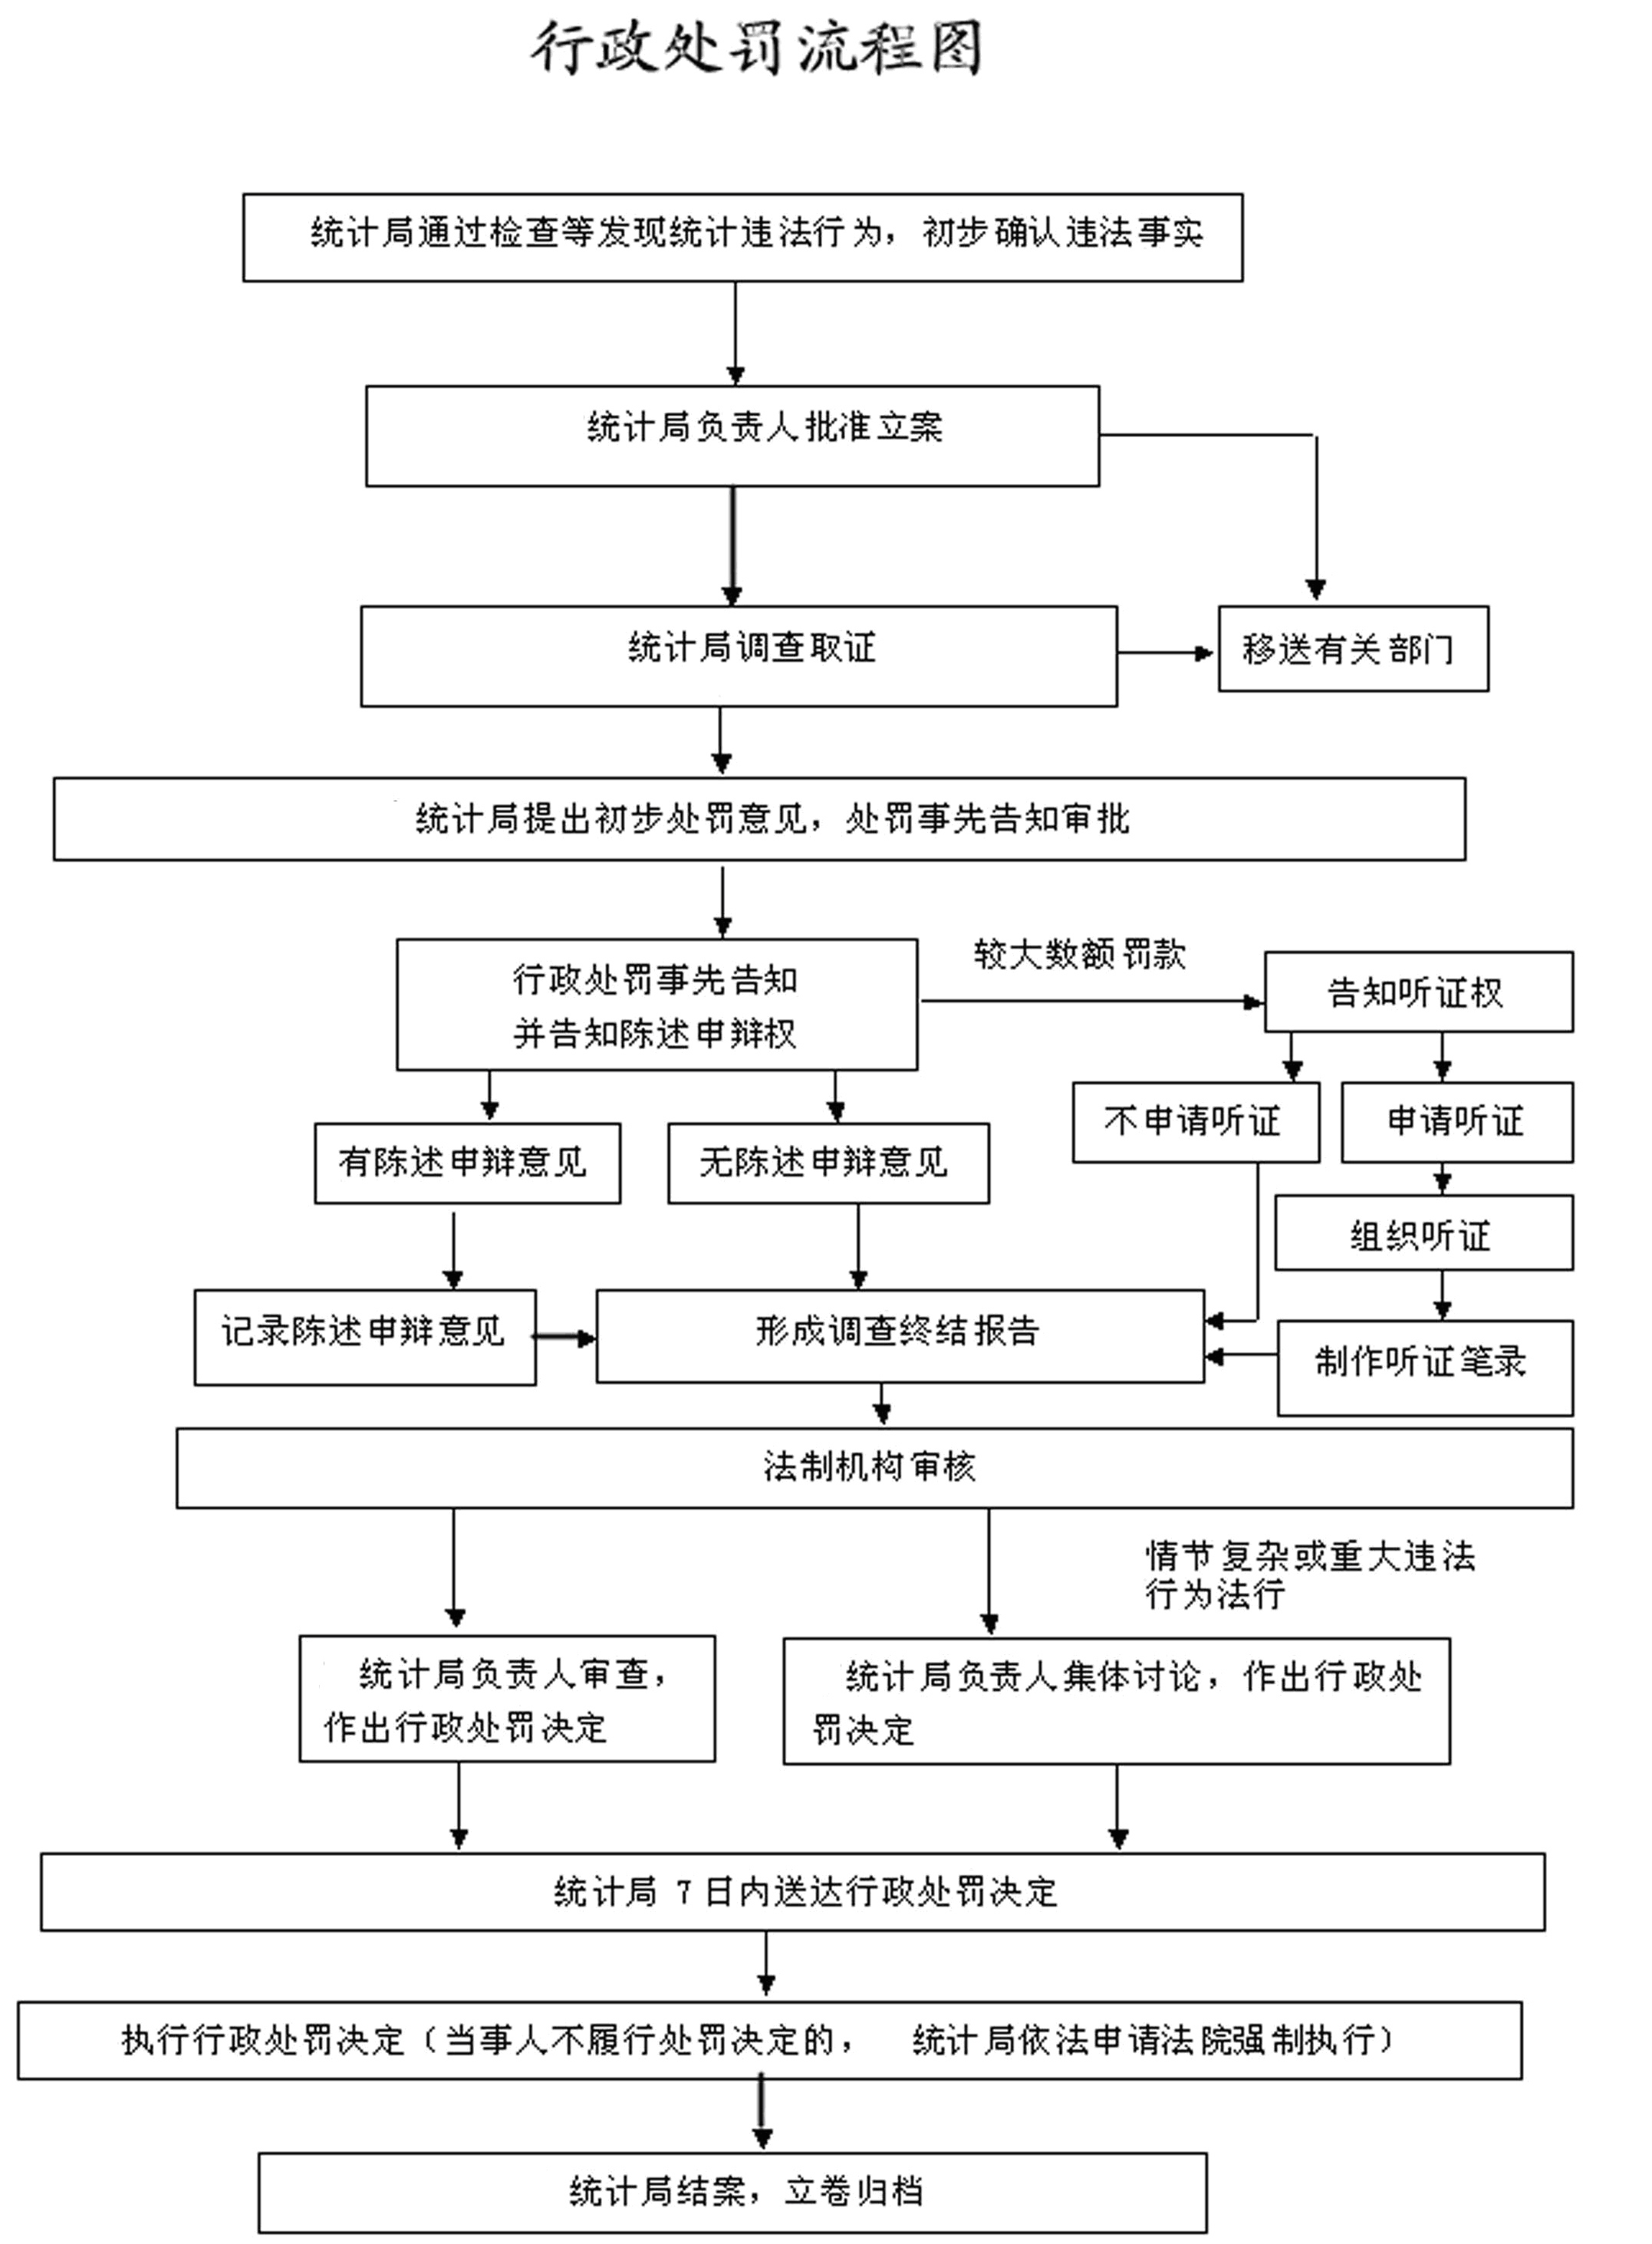 行政处罚流程图
统计局通过检查等发现统计违法行为，初步确认违法事实
统计局负责人批准立案
统计局调查取证
移送有关部门
统计局提出初步处罚意见，处罚事先告知审批
行政处罚事先告知
并告知陈述申辩权
较大数额罚款
告知听证权
不申请听证
申请听证
有陈述申辩意见
无陈述申辩意见
组织听证
记录陈述申辩意见
形成调查终结报告
制作听证笔录
法制机构审核
情节复杂或重大违法
行为法行
统计局负责人审查，
作出行政处罚决定
统计局负责人集体讨论，作出行政处
罚决定
统计局 7 日内送达行政处罚决定
执行行政处罚决定（当事人不履行处罚决定的， 统计局依法申请法院强制执行）
统计局结案，立卷归档